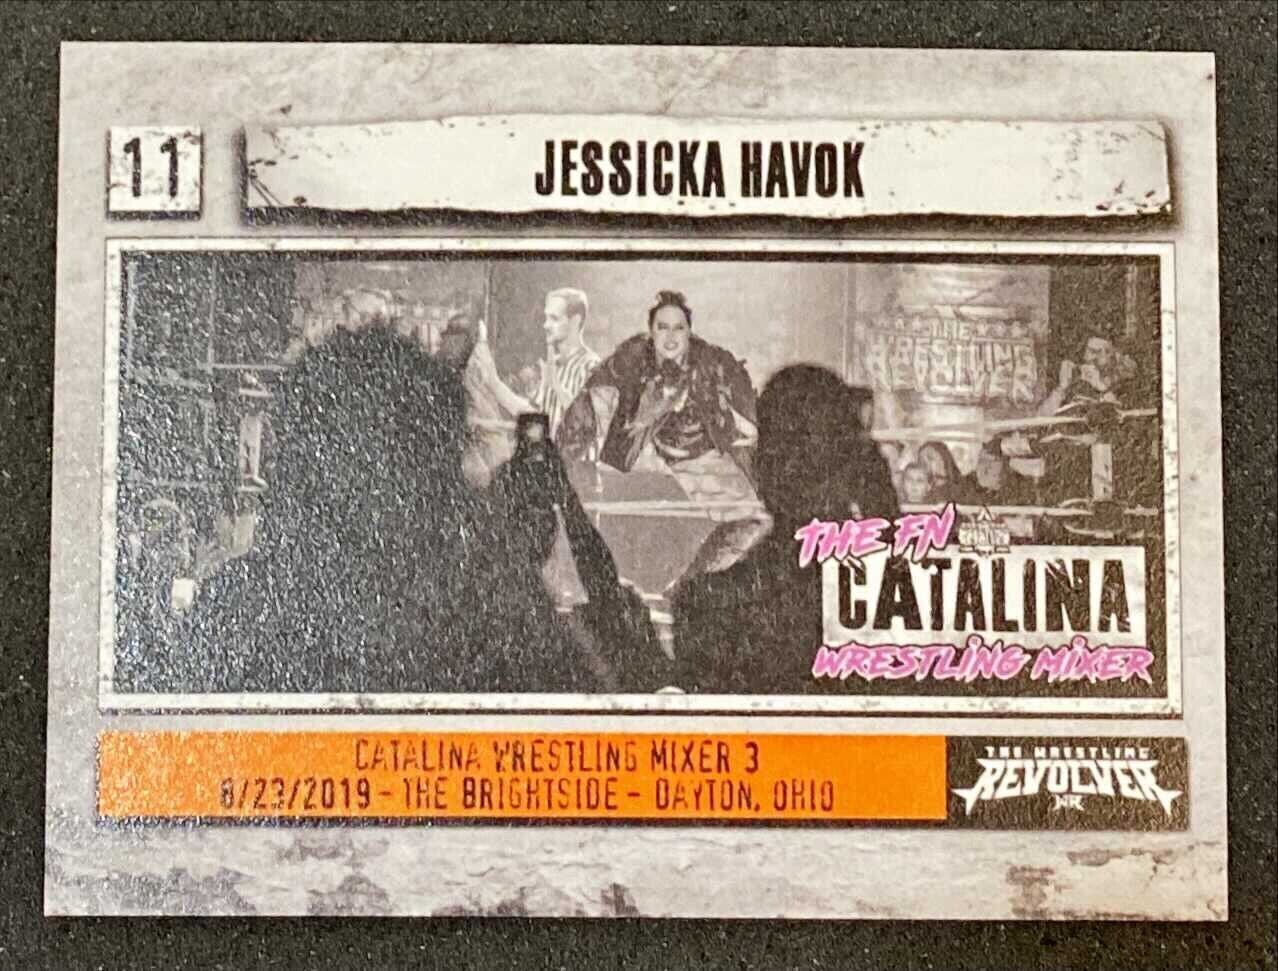 11
JESSICKA HAVOK
THE
WRESTLING
REVOLVER
THE FN
CATALINA
WRESTLING MIXER
CATALINA WRESTLING MIXER 3
8/23/2019 - THE BRIGHTSIDE - DAYTON, OHIO
THE WRESTLING
REVOLVER